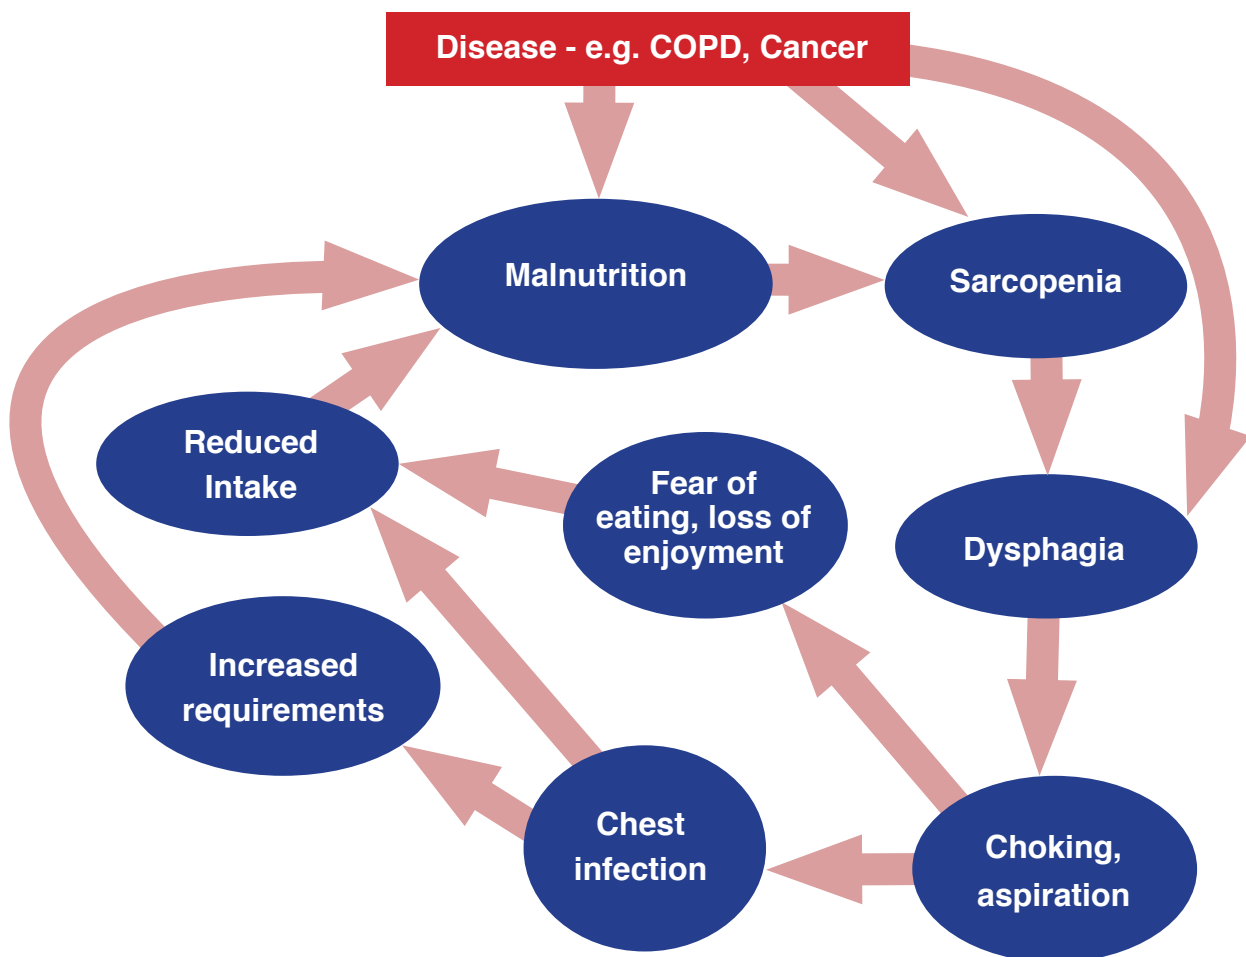 Disease - e.g. COPD, Cancer
Malnutrition
Sarcopenia
Reduced
Intake
Fear of
eating, loss of
enjoyment
Dysphagia
Increased
requirements
Chest
infection
Choking,
aspiration